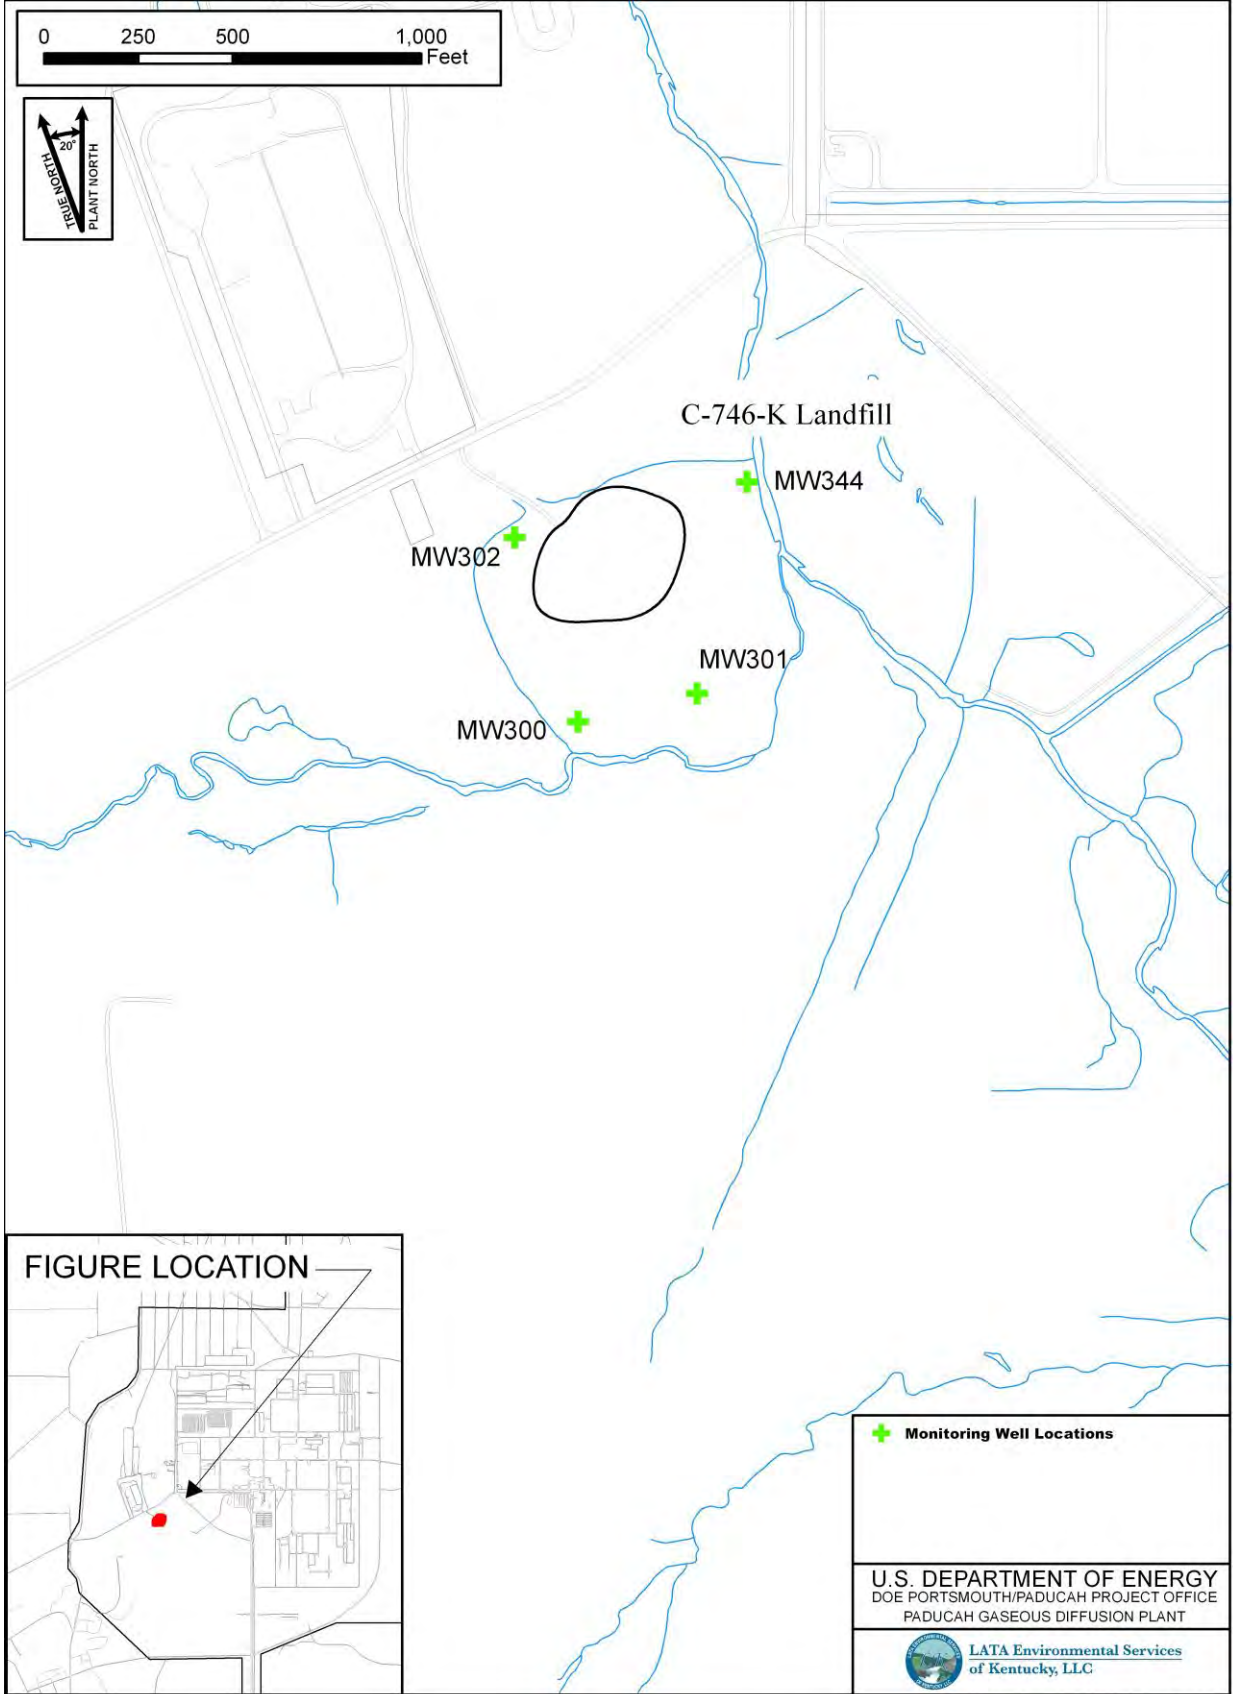 0 250 500 1,000
Feet
TRUE NORTH
20°
PLANT NORTH
C-746-K Landfill
MW344
MW302
MW301
MW300
FIGURE LOCATION
Monitoring Well Locations
U.S. DEPARTMENT OF ENERGY
DOE PORTSMOUTH/PADUCAH PROJECT OFFICE
PADUCAH GASEOUS DIFFUSION PLANT
LATA Environmental Services
of Kentucky, LLC